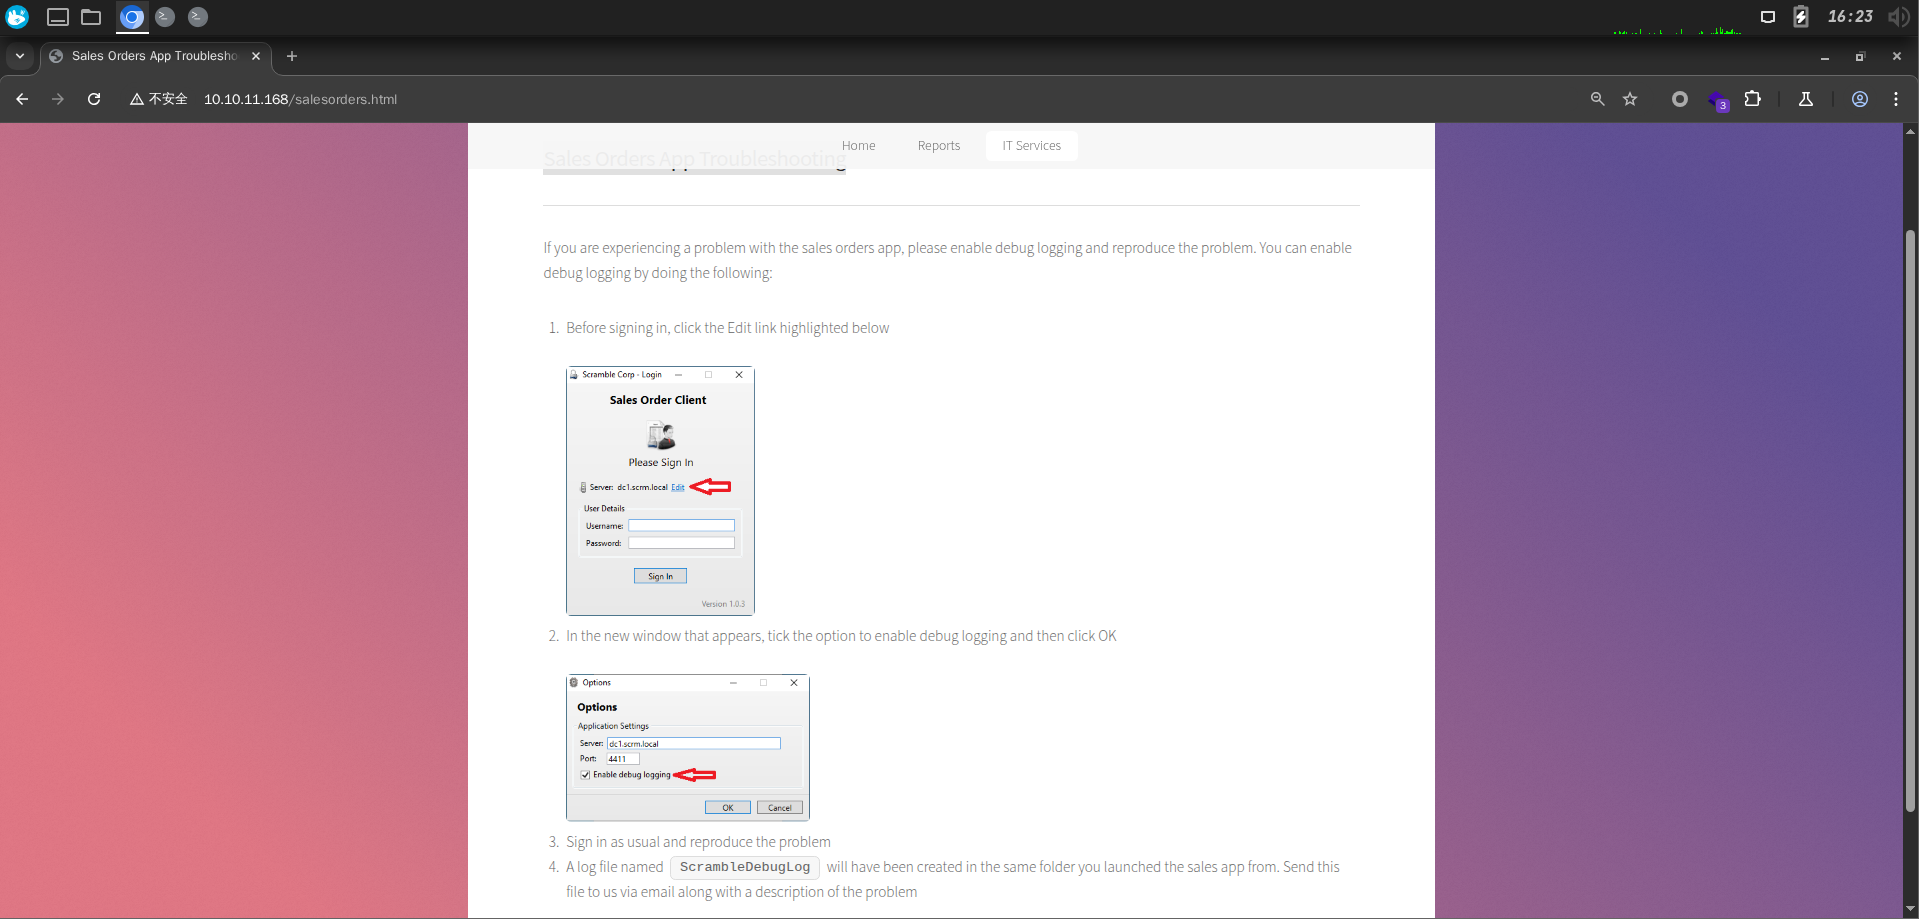 16:23
Sales Orders App Troublesho
不安全
10.10.11.168/salesorders.html
3
Home
Reports
IT Services
Sales Orders App Troubleshooting
If you are experiencing a problem with the sales orders app, please enable debug logging and reproduce the problem. You can enable
debug logging by doing the following:
1. Before signing in, click the Edit link highlighted below
Scramble Corp - Login
Sales Order Client
Please Sign In
Server: dc1.scrm.local Edit
User Details
Username:
Password:
Sign In
Version 1.0.3
2. In the new window that appears, tick the option to enable debug logging and then click OK
Options
Options
Application Settings
Server: dc1.scrm.local
Port: 4411
Enable debug logging
OK
Cancel
3. Sign in as usual and reproduce the problem
4. A log file named ScrambleDebugLog will have been created in the same folder you launched the sales app from. Send this
file to us via email along with a description of the problem